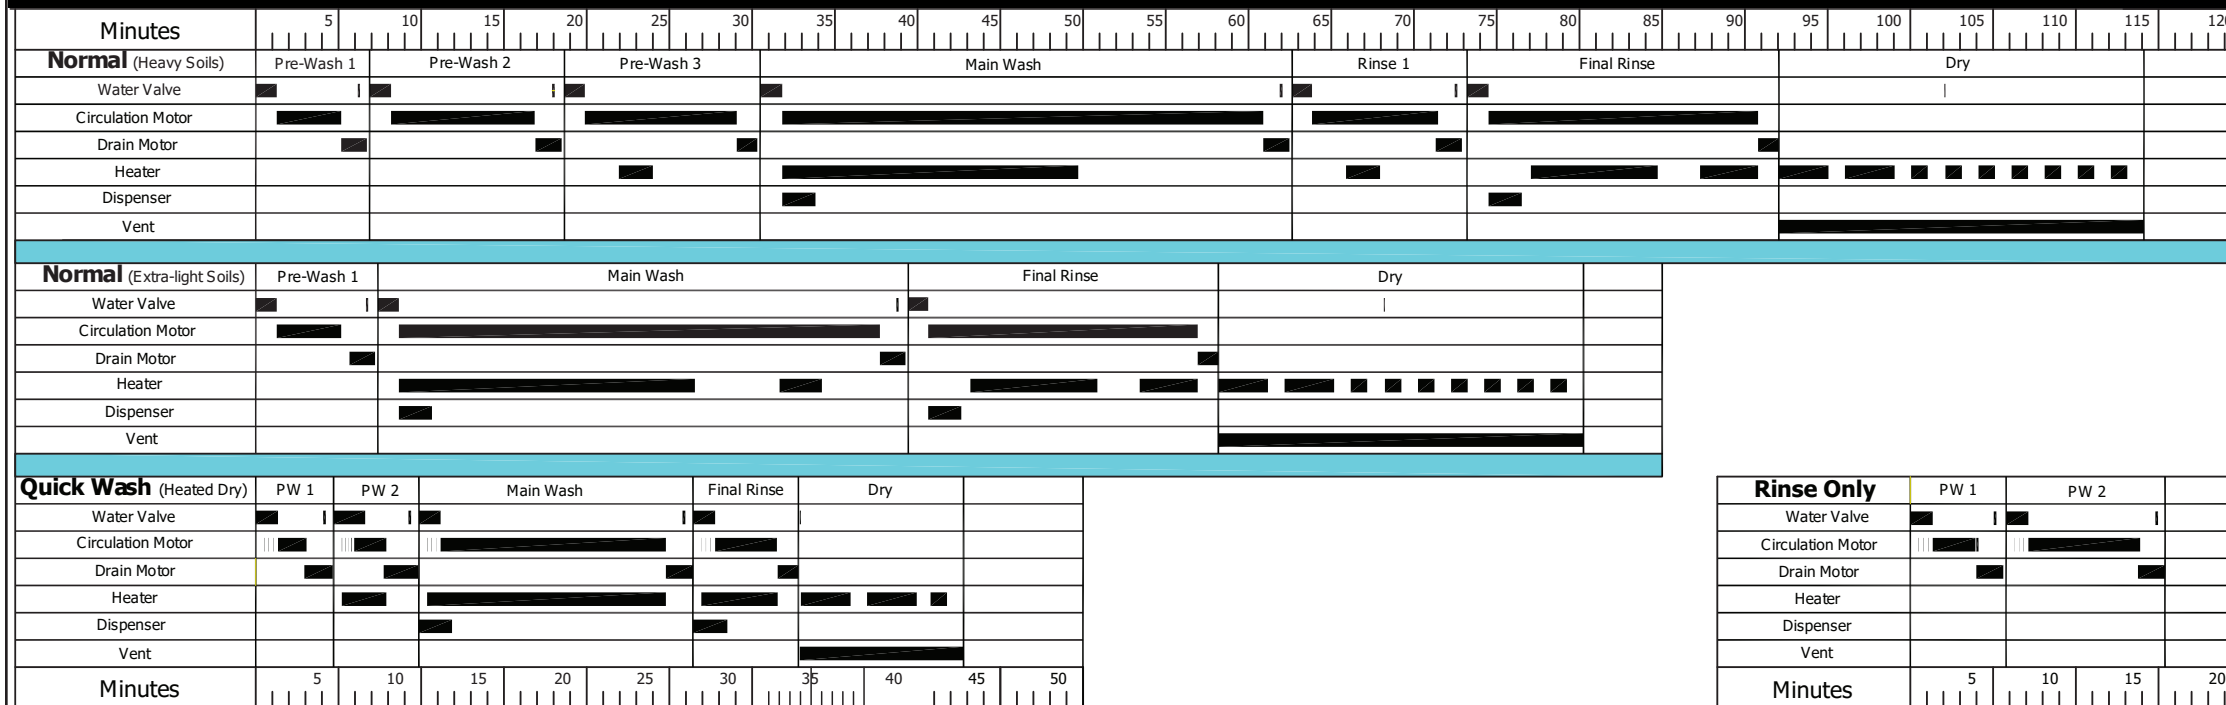 Minutes 5 10 15 20 25 30 35 40 45 50 55 60 65 70 75 80 85 90 95 100 105 110 115 120
Normal (Heavy Soils) Pre-Wash 1 Pre-Wash 2 Pre-Wash 3 Main Wash Rinse 1 Final Rinse Dry
Water Valve
Circulation Motor
Drain Motor
Heater
Dispenser
Vent
Normal (Extra-light Soils) Pre-Wash 1 Main Wash Final Rinse Dry
Water Valve
Circulation Motor
Drain Motor
Heater
Dispenser
Vent
Quick Wash (Heated Dry) PW 1 PW 2 Main Wash Final Rinse Dry
Water Valve
Circulation Motor
Drain Motor
Heater
Dispenser
Vent
Minutes 5 10 15 20 25 30 35 40 45 50
Rinse Only PW 1 PW 2
Water Valve
Circulation Motor
Drain Motor
Heater
Dispenser
Vent
Minutes 5 10 15 20